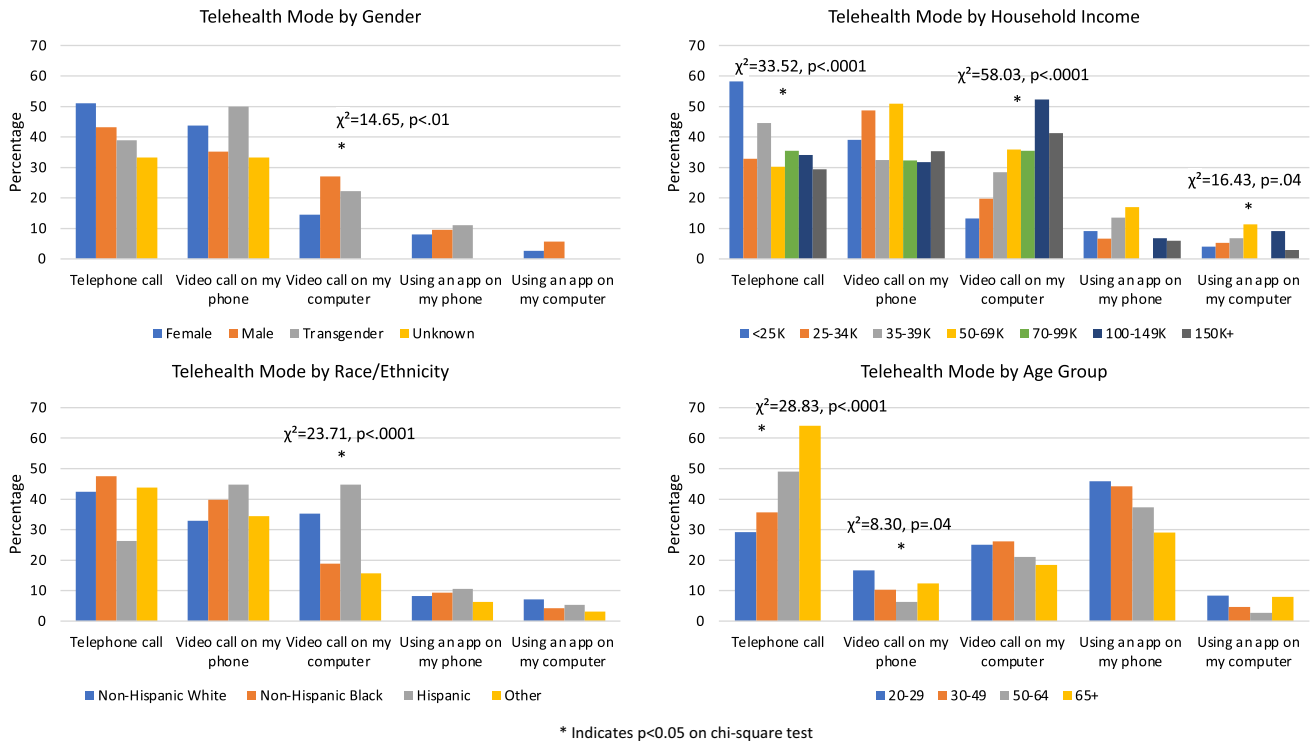 Telehealth Mode by Gender
70
60
50
40
30
20
10
0
Percentage
χ²=14.65, p<.01
*
Telephone call
Video call on my phone
Video call on my computer
Using an app on my phone
Using an app on my computer
Female Male Transgender Unknown
Telehealth Mode by Household Income
70
60
50
40
30
20
10
0
Percentage
χ²=33.52, p<.0001
*
χ²=58.03, p<.0001
*
χ²=16.43, p=.04
*
Telephone call
Video call on my phone
Video call on my computer
Using an app on my phone
Using an app on my computer
<25K 25-34K 35-39K 50-69K 70-99K 100-149K 150K+
Telehealth Mode by Race/Ethnicity
70
60
50
40
30
20
10
0
Percentage
χ²=23.71, p<.0001
*
Telephone call
Video call on my phone
Video call on my computer
Using an app on my phone
Using an app on my computer
Non-Hispanic White Non-Hispanic Black Hispanic Other
Telehealth Mode by Age Group
70
60
50
40
30
20
10
0
Percentage
χ²=28.83, p<.0001
*
χ²=8.30, p=.04
*
Telephone call
Video call on my phone
Video call on my computer
Using an app on my phone
Using an app on my computer
20-29 30-49 50-64 65+
* Indicates p<0.05 on chi-square test